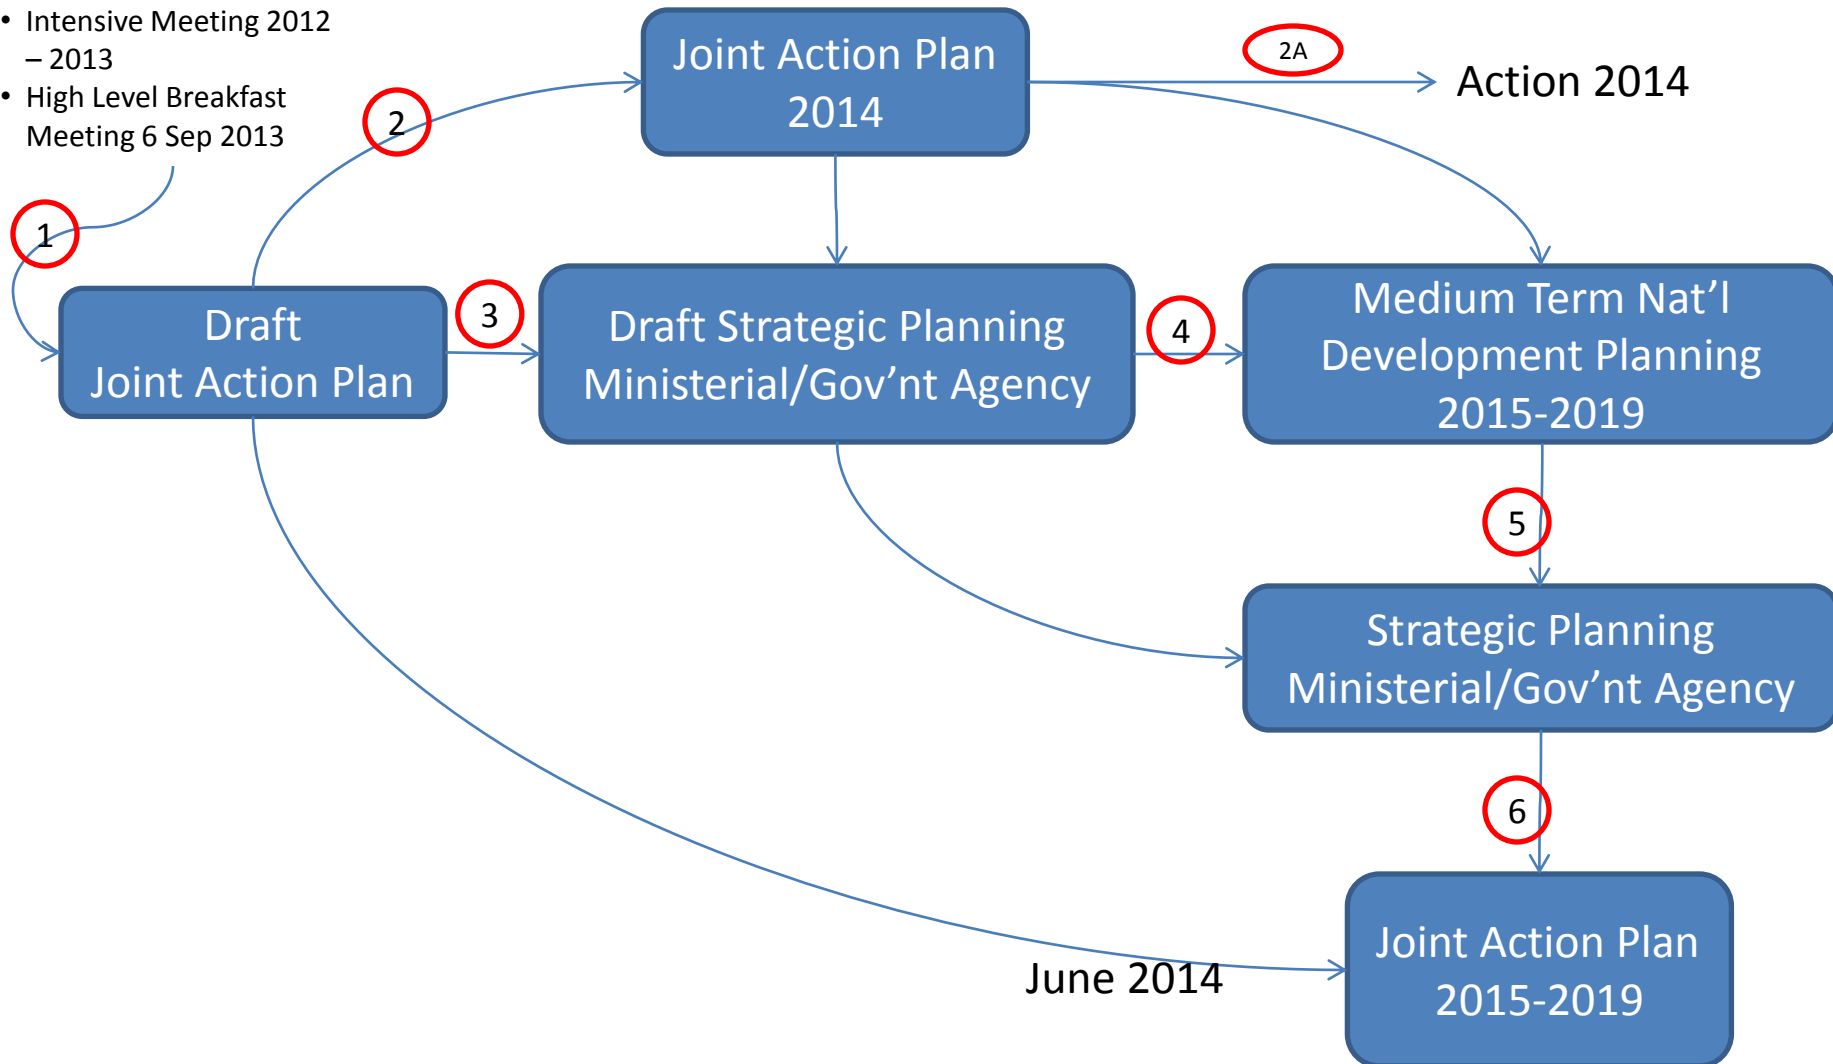 • Intensive Meeting 2012
– 2013
• High Level Breakfast
Meeting 6 Sep 2013
Joint Action Plan
2014
2A
Action 2014
2
1
Draft
Joint Action Plan
3
Draft Strategic Planning
Ministerial/Gov'nt Agency
4
Medium Term Nat'l
Development Planning
2015-2019
5
Strategic Planning
Ministerial/Gov'nt Agency
6
June 2014
Joint Action Plan
2015-2019